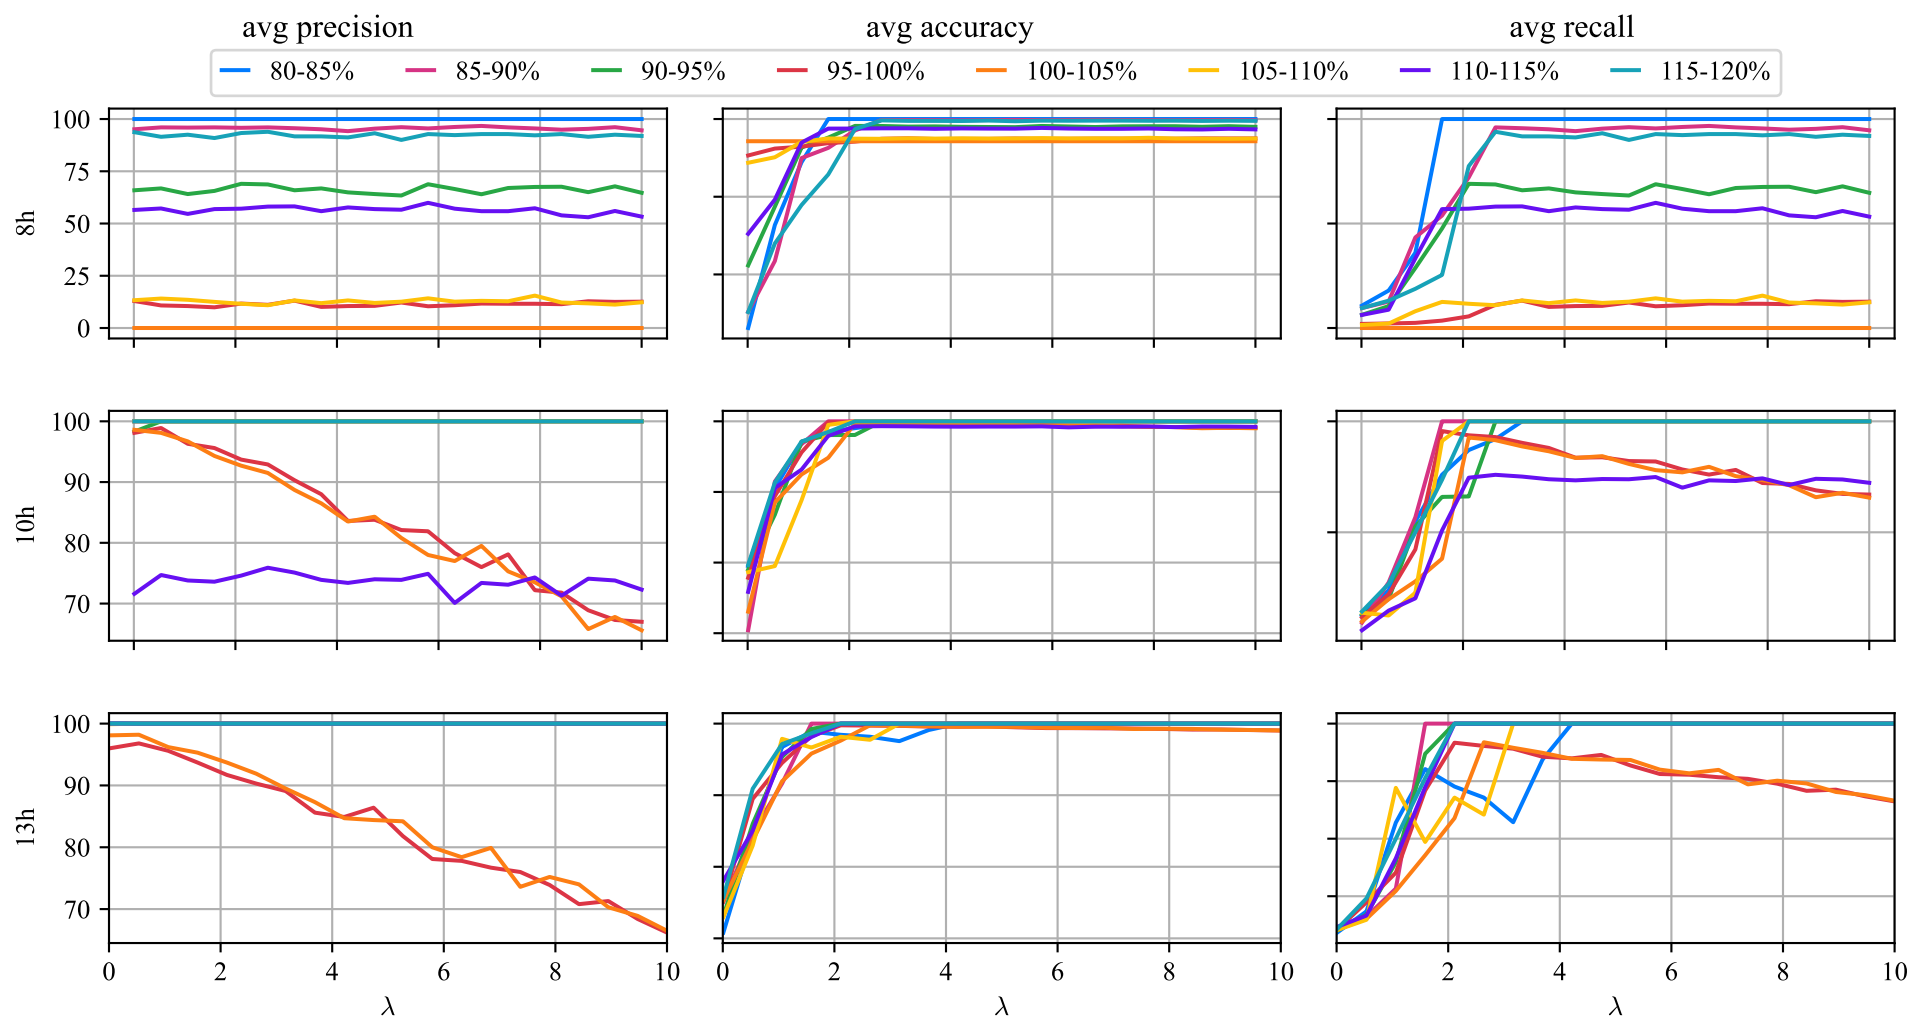 avg precision avg accuracy avg recall
80-85% 85-90% 90-95% 95-100% 100-105% 105-110% 110-115% 115-120%
8h
100
75
50
25
0
10h
100
90
80
70
13h
100
90
80
70
0 2 4 6 8 10 0 2 4 6 8 10 0 2 4 6 8 10
λ λ λ